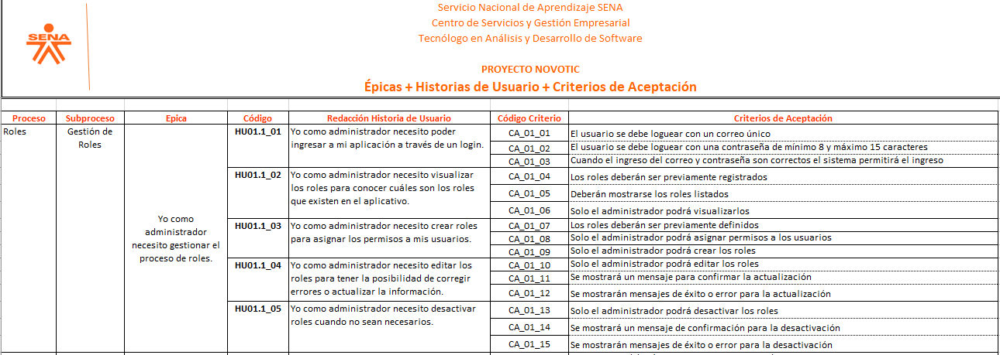 Servicio Nacional de Aprendizaje SENA
Centro de Servicios y Gestión Empresarial
Tecnólogo en Análisis y Desarrollo de Software
SENA
PROYECTO NOVOTIC
Épicas + Historias de Usuario + Criterios de Aceptación
Proceso Subproceso Epica Código Redacción Historia de Usuario Código Criterio Criterios de Aceptación
Roles
Gestión de
Roles
Yo como
administrador
necesito gestionar el
proceso de roles.
HU01.1_01
Yo como administrador necesito poder
ingresar a mi aplicación a través de un login.
CA_01_01 El usuario se debe loguear con un correo único
CA_01_02 El usuario se debe loguear con una contraseña de mínimo 8 y máximo 15 caracteres
CA_01_03 Cuando el ingreso del correo y contraseña son correctos el sistema permitirá el ingreso
HU01.1_02
Yo como administrador necesito visualizar
los roles para conocer cuáles son los roles
que existen en el aplicativo.
CA_01_04 Los roles deberán ser previamente registrados
CA_01_05 Deberán mostrarse los roles listados
CA_01_06 Solo el administrador podrá visualizarlos
HU01.1_03
Yo como administrador necesito crear roles
para asignar los permisos a mis usuarios.
CA_01_07 Los roles deberán ser previamente definidos
CA_01_08 Solo el administrador podrá asignar permisos a los usuarios
CA_01_09 Solo el administrador podrá crear los roles
HU01.1_04
Yo como administrador necesito editar los
roles para tener la posibilidad de corregir
errores o actualizar la información.
CA_01_10 Solo el administrador podrá editar los roles
CA_01_11 Se mostrará un mensaje para confirmar la actualización
CA_01_12 Se mostrarán mensajes de éxito o error para la actualización
HU01.1_05
Yo como administrador necesito desactivar
roles cuando no sean necesarios.
CA_01_13 Solo el administrador podrá desactivar los roles
CA_01_14 Se mostrará un mensaje de confirmación para la desactivación
CA_01_15 Se mostrarán mensajes de éxito o error para la desactivación